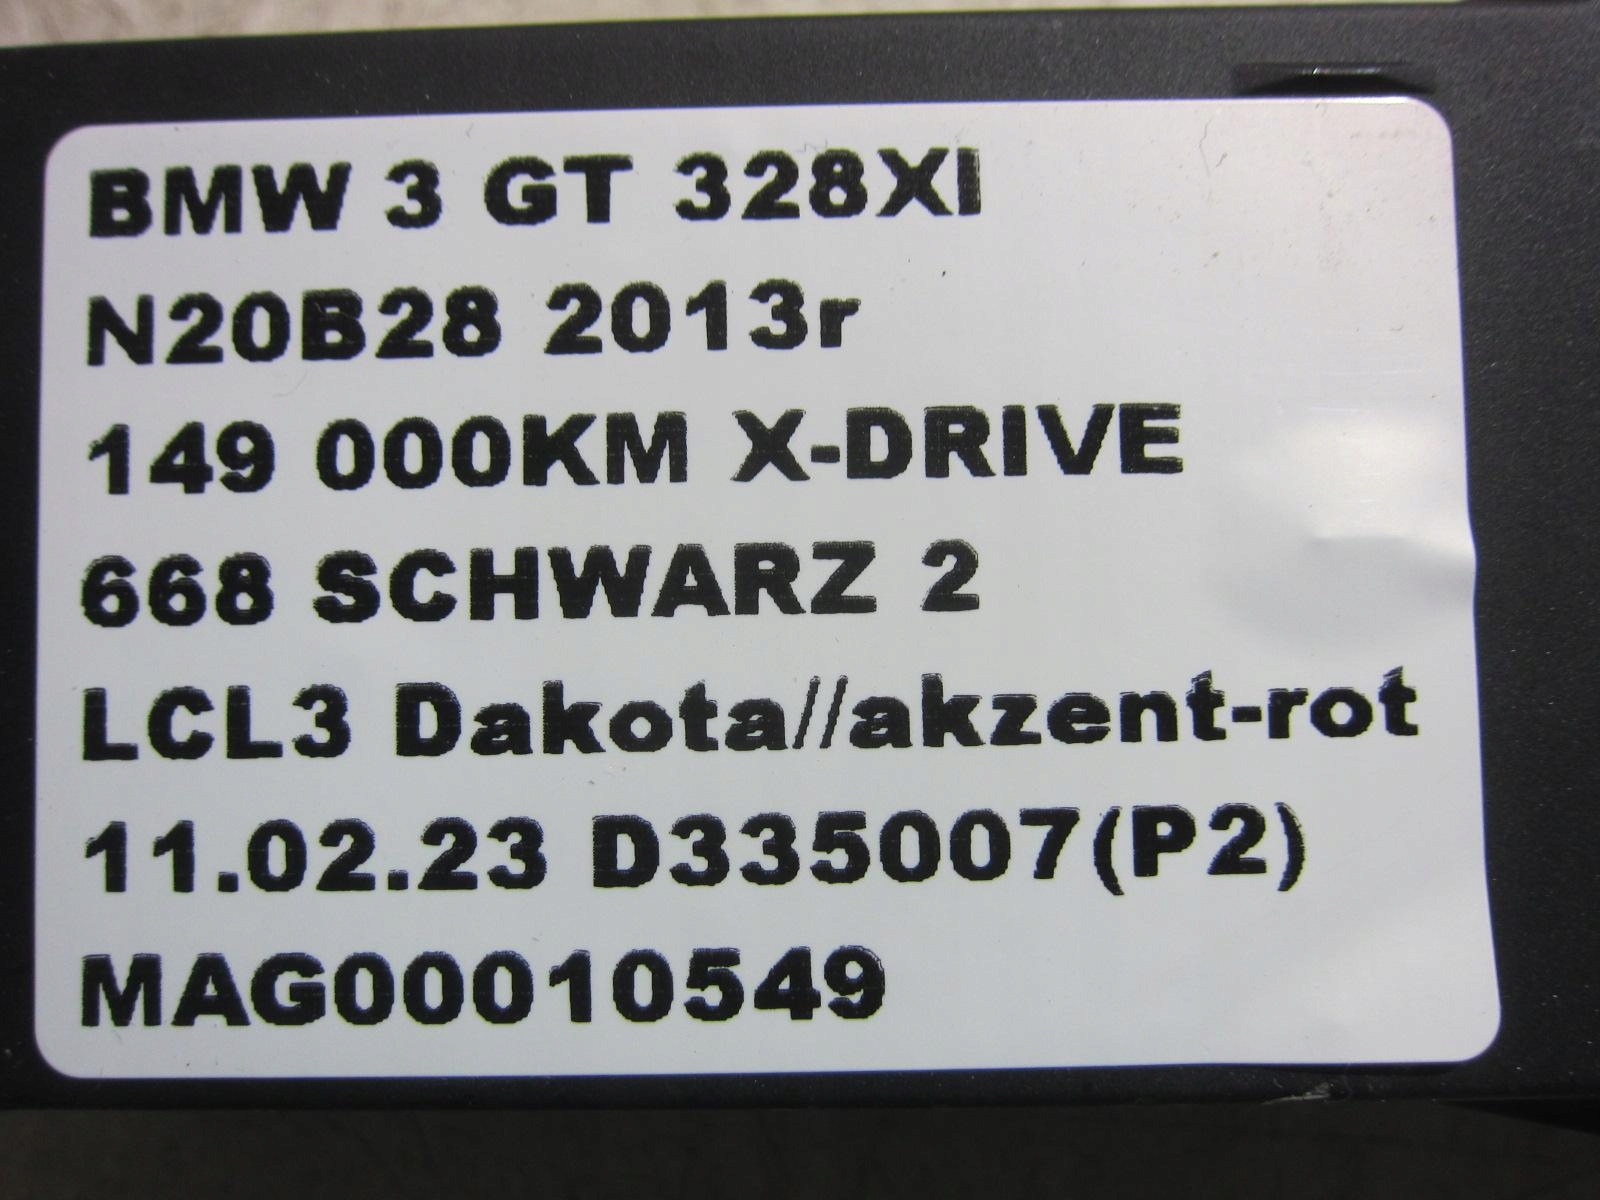 BMW 3 GT 328XI
N20B28 2013r
149 000KM X-DRIVE
668 SCHWARZ 2
LCL3 Dakota//akzent-rot
11.02.23 D335007(P2)
MAG00010549